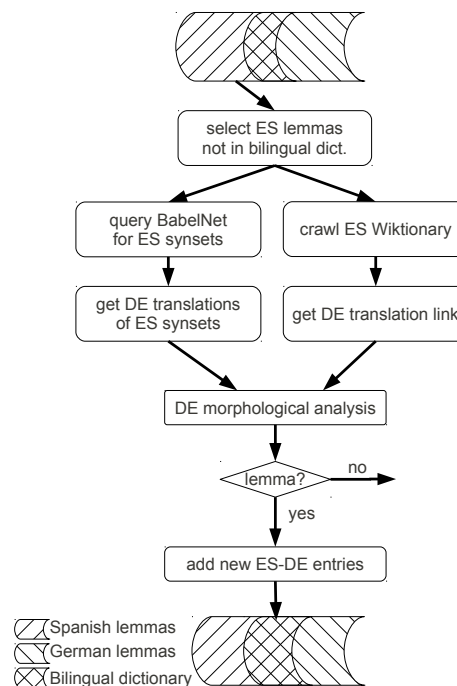 select ES lemmas
not in bilingual dict.
query BabelNet
for ES synsets
crawl ES Wiktionary
get DE translations
of ES synsets
get DE translation link
DE morphological analysis
lemma?
no
yes
add new ES-DE entries
Spanish lemmas
German lemmas
Bilingual dictionary